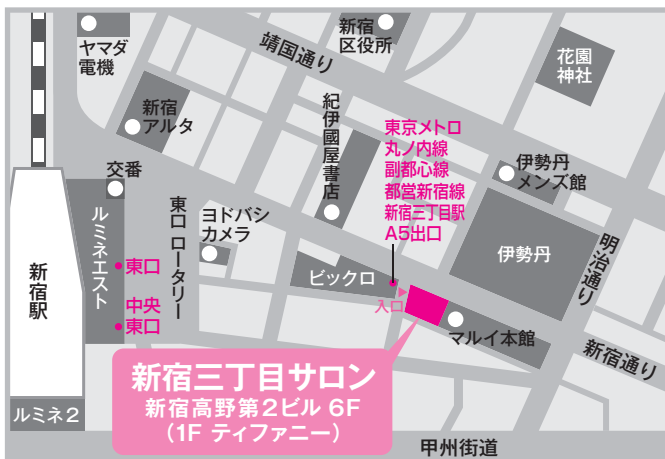 ヤマダ
電機
新宿
区役所
靖国通り
花園
神社
新宿
アルタ
紀伊國屋書店
東京メトロ
丸ノ内線
副都心線
都営新宿線
新宿三丁目駅
A5出口
伊勢丹
メンズ館
交番
ルミネエスト
東口 ロータリー
ヨドバシ
カメラ
ビックロ
伊勢丹
明治通り
新宿駅
東口
中央
東口
入口
マルイ本館
新宿通り
新宿三丁目サロン
新宿高野第2ビル 6F
(1F ティファニー)
ルミネ2
甲州街道